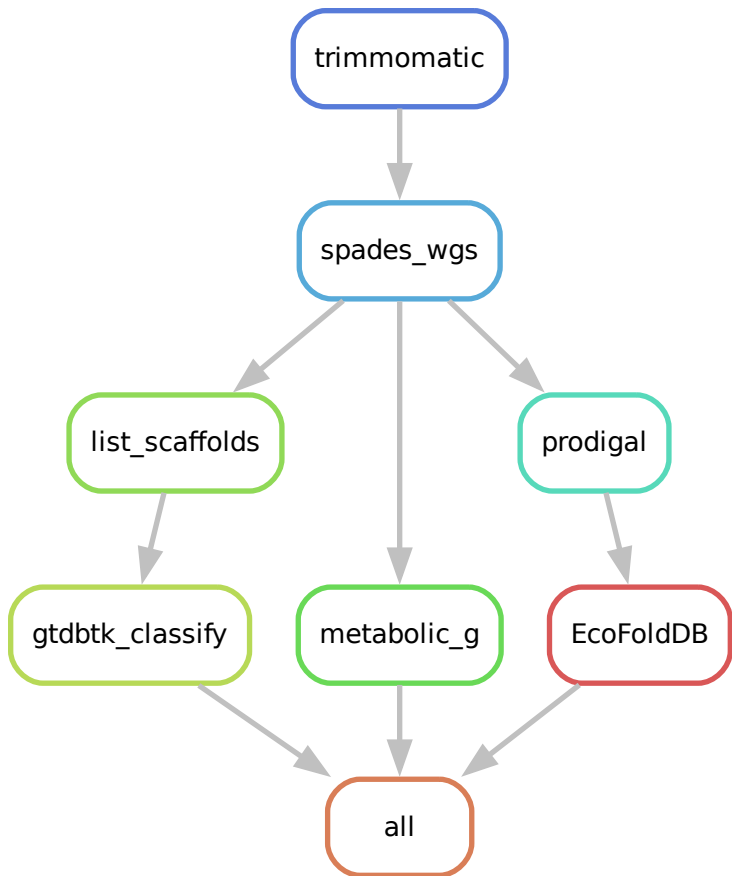 trimmomatic
spades_wgs
list_scaffolds
prodigal
gtdbtk_classify
metabolic_g
EcoFoldDB
all